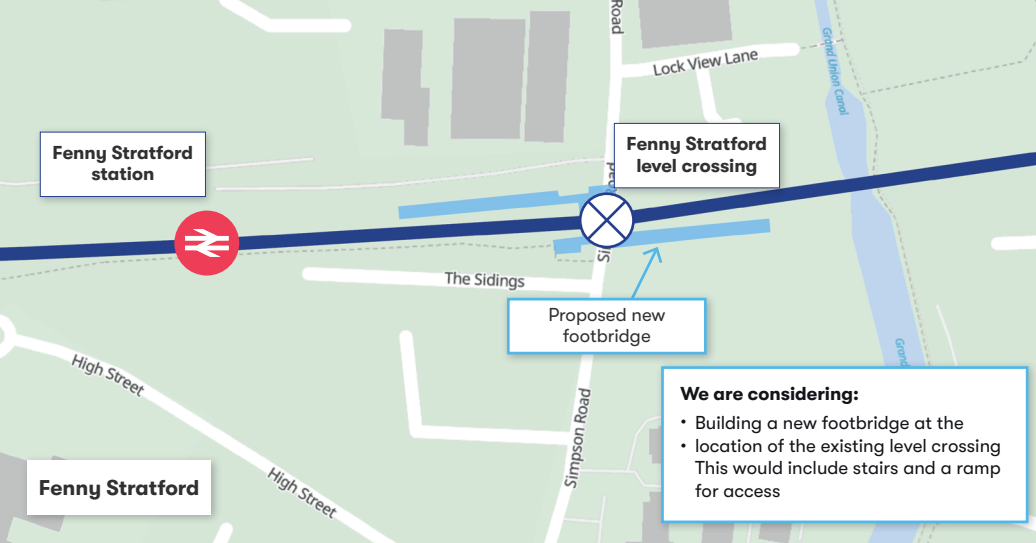 Road
Lock View Lane
Grand Union Canal
Fenny Stratford
station
Fenny Stratford
level crossing
The Sidings
Proposed new
footbridge
High Street
Grand
We are considering:
• Building a new footbridge at the
• location of the existing level crossing
This would include stairs and a ramp
for access
Simpson Road
Fenny Stratford
High Street